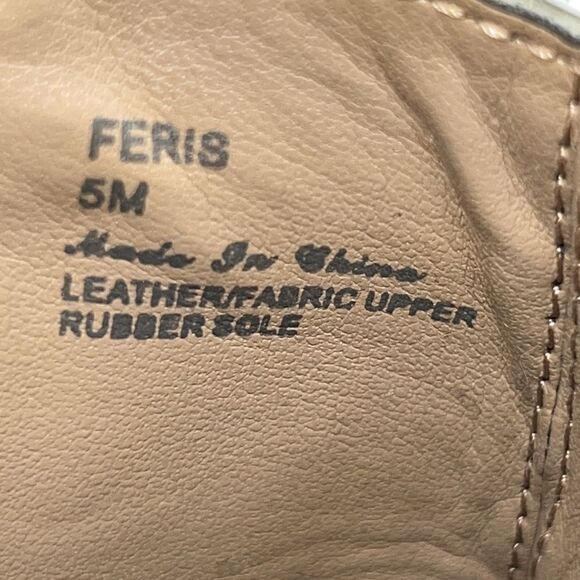 FERIS
5M
Made In China
LEATHER/FABRIC UPPER
RUBBER SOLE